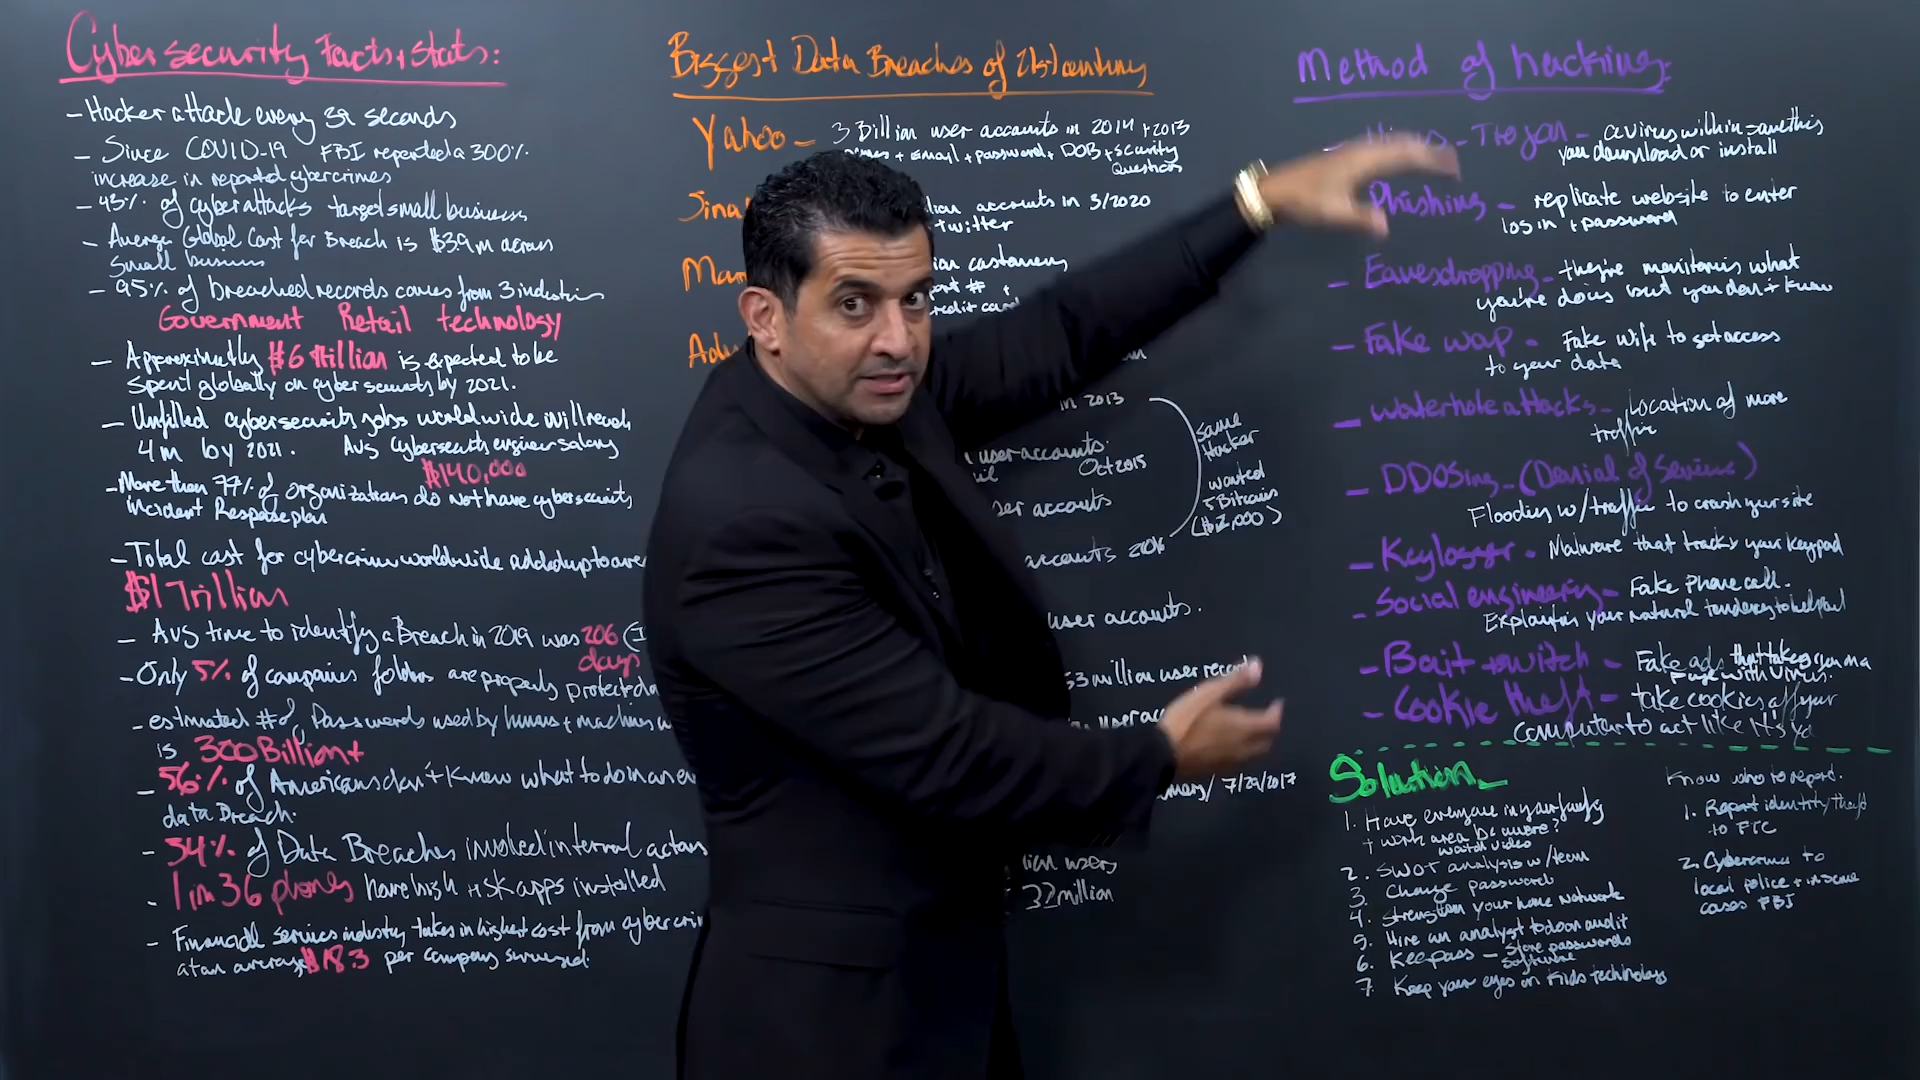 Cybersecurity Facts + Stats:
- Hacker attack every 39 seconds
- Since COVID-19 FBI reported a 300%
increase in reported cybercrimes
- 43% of cyberattacks target small business
- Average Global Cost for Breach is $3.9m across
small business
- 95% of breached records comes from 3 industries
Government Retail technology
- Approximately $6 trillion is expected to be
spent globally on cybersecurity by 2021.
- Unfilled cybersecurity jobs worldwide will reach
4m by 2021. Avg Cybersecurity engineer salary
$140,000
- More than 77% of organizations do not have cybersecurity
incident Response plan
- Total cost for cybercrime worldwide added up to over
$1 Trillion
- Avg time to identify a Breach in 2019 was 206
days
- Only 5% of companies folders are properly protected
- estimated # of Passwords used by humans + machines
is 300 Billion+
- 56% of Americans don't know what to do in an
data Breach.
- 34% of Data Breaches involved internal actors
- 1 in 36 phones have high risk apps installed
- Financial services industry takes in highest cost from cyber
at an average $18.3 per company surveyed.
Biggest Data Breaches of 21st century
Yahoo - 3 Billion user accounts in 2014 + 2013
+ email + password + DOB + security
Questions
accounts in 3/2020
twitter
customers
# +
in 2013
user accounts.
Oct 2015
accounts
accounts 2016
same
Hacker
wanted
5 Bitcoins
($2,000)
user accounts.
million user records
7/29/2017
users
32 million
Method of hacking:
- Virus - Trojan - a virus within something
you download or install
- Phishing - replicate website to enter
log in + password
- Eavesdropping - they're monitoring what
you're doing but you don't know
- Fake wap - Fake wifi to get access
to your data
- Waterhole attacks - Location of more
traffic
- DDOSing - (Denial of Service)
Flooding w/ traffic to crash your site
- Keylogger - Malware that tracks your keypad
- Social engineering - Fake Phone call.
your natural tendency to help out
- Bait + switch - Fake ads that takes you on a
page with Virus.
- Cookie theft - take cookies off your
computer to act like it's you
Solution
1. Have everyone in your family
+ work area be aware?
watch video
2. SWOT analysis w/ team
3. Change password
4. Strengthen your home network
5. Hire an analyst to do an audit
6. Keepass - Store passwords
Software
7. Keep your eyes on kids technology
Know who to report.
1. Report identity theft
to FTC
2. Cybercrime to
local police + in some
cases FBI